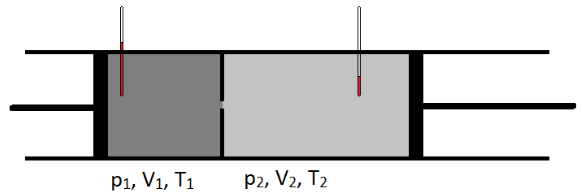 p₁, V₁, T₁ p₂, V₂, T₂